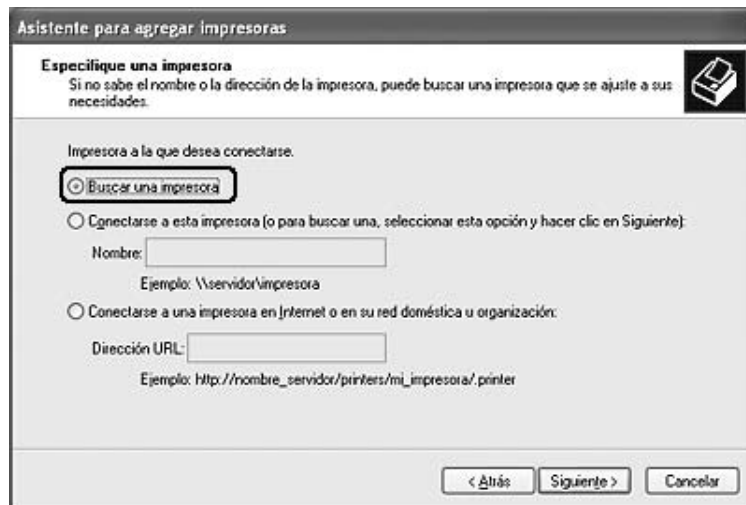 Asistente para agregar impresoras
Especifique una impresora
Si no sabe el nombre o la dirección de la impresora, puede buscar una impresora que se ajuste a sus
necesidades.
Impresora a la que desea conectarse.
Buscar una impresora
Conectarse a esta impresora (o para buscar una, seleccionar esta opción y hacer clic en Siguiente):
Nombre:
Ejemplo: \\servidor\impresora
Conectarse a una impresora en Internet o en su red doméstica u organización:
Dirección URL:
Ejemplo: http://nombre_servidor/printers/mi_impresora/.printer
< Atrás Siguiente > Cancelar